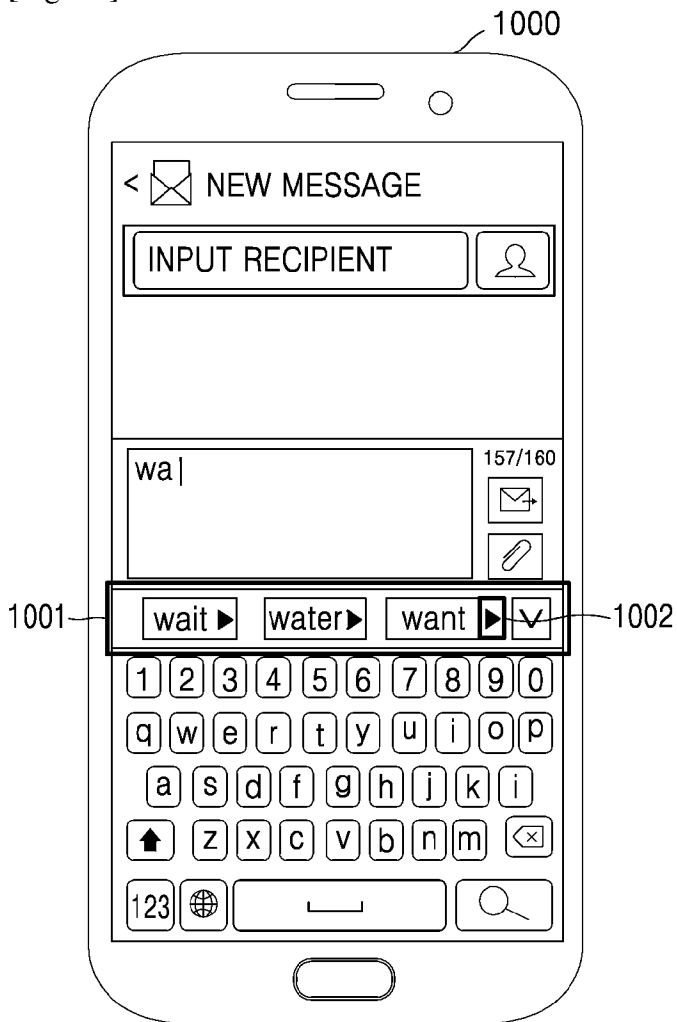 1000
< NEW MESSAGE
INPUT RECIPIENT
wa
157/160
1001 wait water want 1002
1 2 3 4 5 6 7 8 9 0
q w e r t y u i o p
a s d f g h j k i
z x c v b n m
123